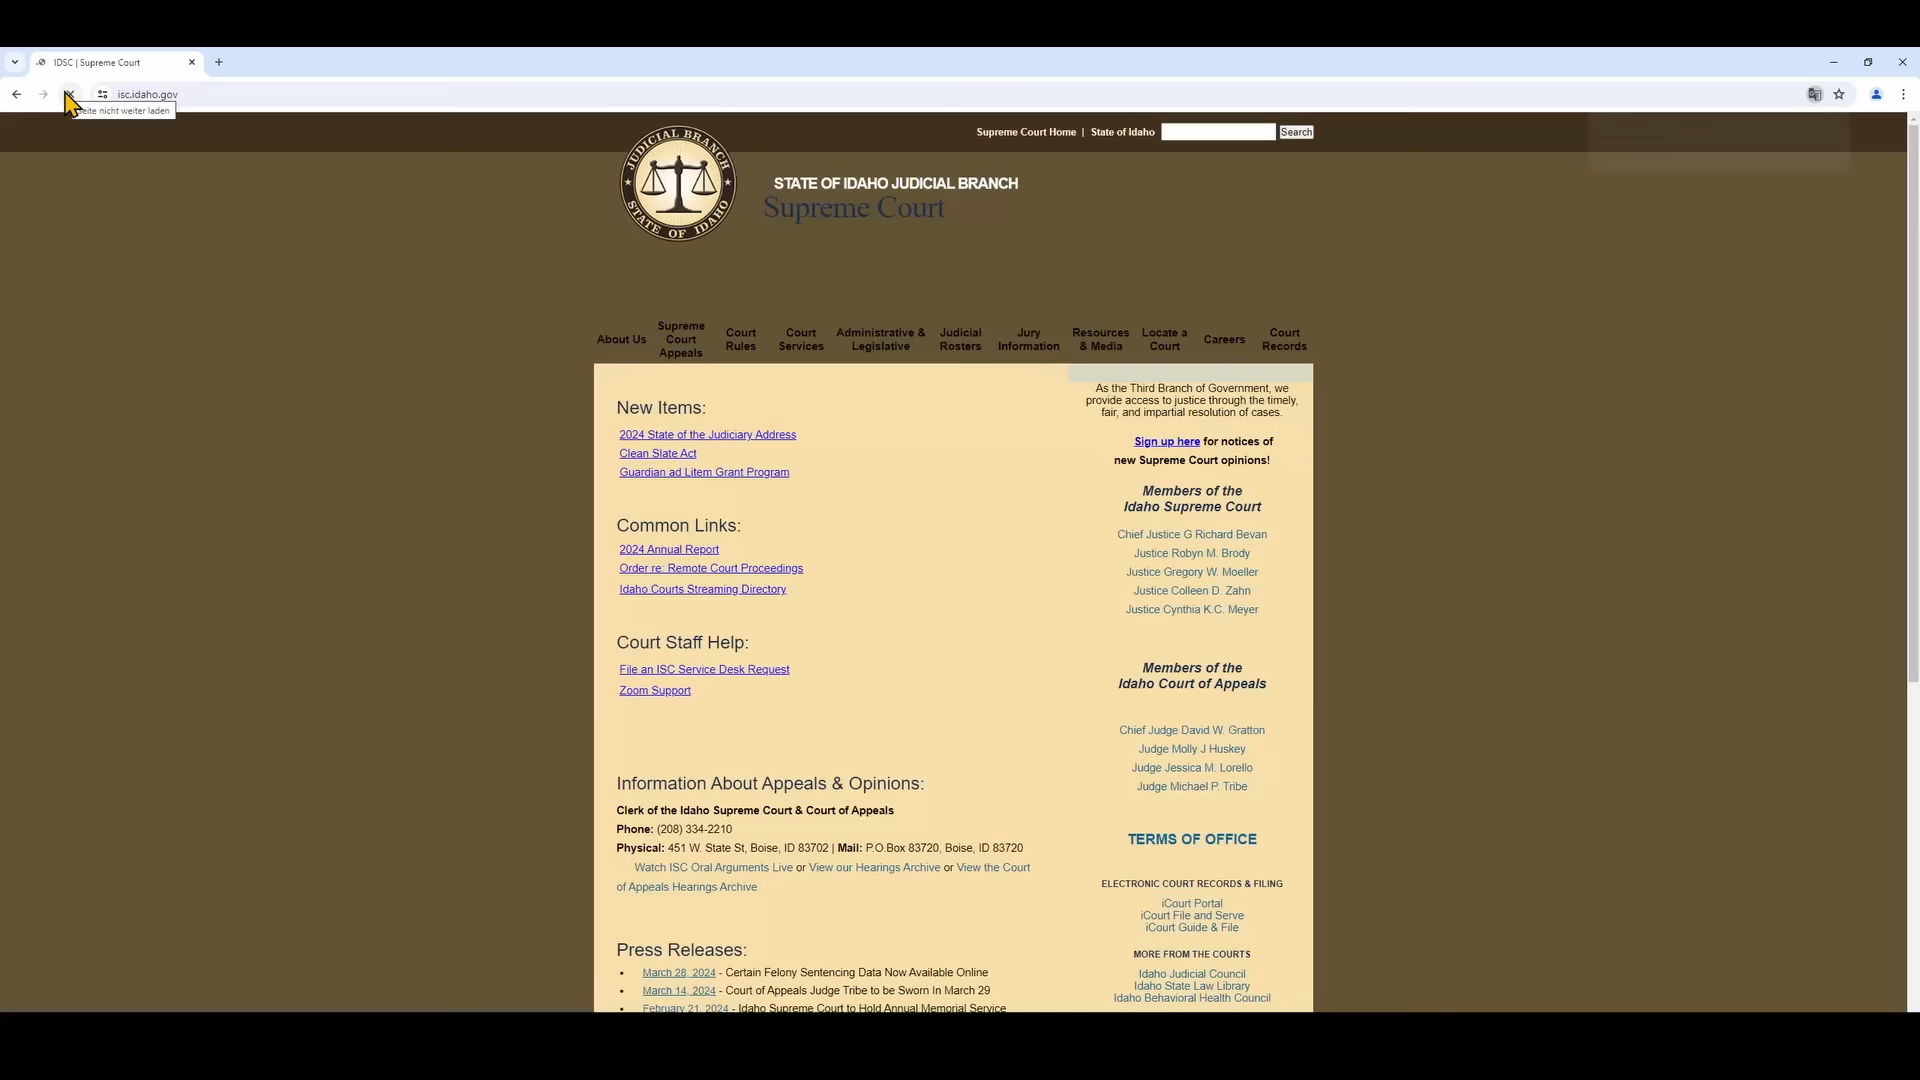 IDSC | Supreme Court
isc.idaho.gov
eite nicht weiter laden
Supreme Court Home | State of Idaho
Search
JUDICIAL BRANCH
STATE OF IDAHO
STATE OF IDAHO JUDICIAL BRANCH
Supreme Court
About Us
Supreme
Court
Appeals
Court
Rules
Court
Services
Administrative &
Legislative
Judicial
Rosters
Jury
Information
Resources
& Media
Locate a
Court
Careers
Court
Records
New Items:
2024 State of the Judiciary Address
Clean Slate Act
Guardian ad Litem Grant Program
Common Links:
2024 Annual Report
Order re: Remote Court Proceedings
Idaho Courts Streaming Directory
Court Staff Help:
File an ISC Service Desk Request
Zoom Support
Information About Appeals & Opinions:
Clerk of the Idaho Supreme Court & Court of Appeals
Phone: (208) 334-2210
Physical: 451 W. State St, Boise, ID 83702 | Mail: P.O.Box 83720, Boise, ID 83720
Watch ISC Oral Arguments Live or View our Hearings Archive or View the Court
of Appeals Hearings Archive
Press Releases:
• March 28, 2024 - Certain Felony Sentencing Data Now Available Online
• March 14, 2024 - Court of Appeals Judge Tribe to be Sworn In March 29
• February 21, 2024 - Idaho Supreme Court to Hold Annual Memorial Service
As the Third Branch of Government, we
provide access to justice through the timely,
fair, and impartial resolution of cases.
Sign up here for notices of
new Supreme Court opinions!
Members of the
Idaho Supreme Court
Chief Justice G Richard Bevan
Justice Robyn M. Brody
Justice Gregory W. Moeller
Justice Colleen D. Zahn
Justice Cynthia K.C. Meyer
Members of the
Idaho Court of Appeals
Chief Judge David W. Gratton
Judge Molly J Huskey
Judge Jessica M. Lorello
Judge Michael P. Tribe
TERMS OF OFFICE
ELECTRONIC COURT RECORDS & FILING
iCourt Portal
iCourt File and Serve
iCourt Guide & File
MORE FROM THE COURTS
Idaho Judicial Council
Idaho State Law Library
Idaho Behavioral Health Council